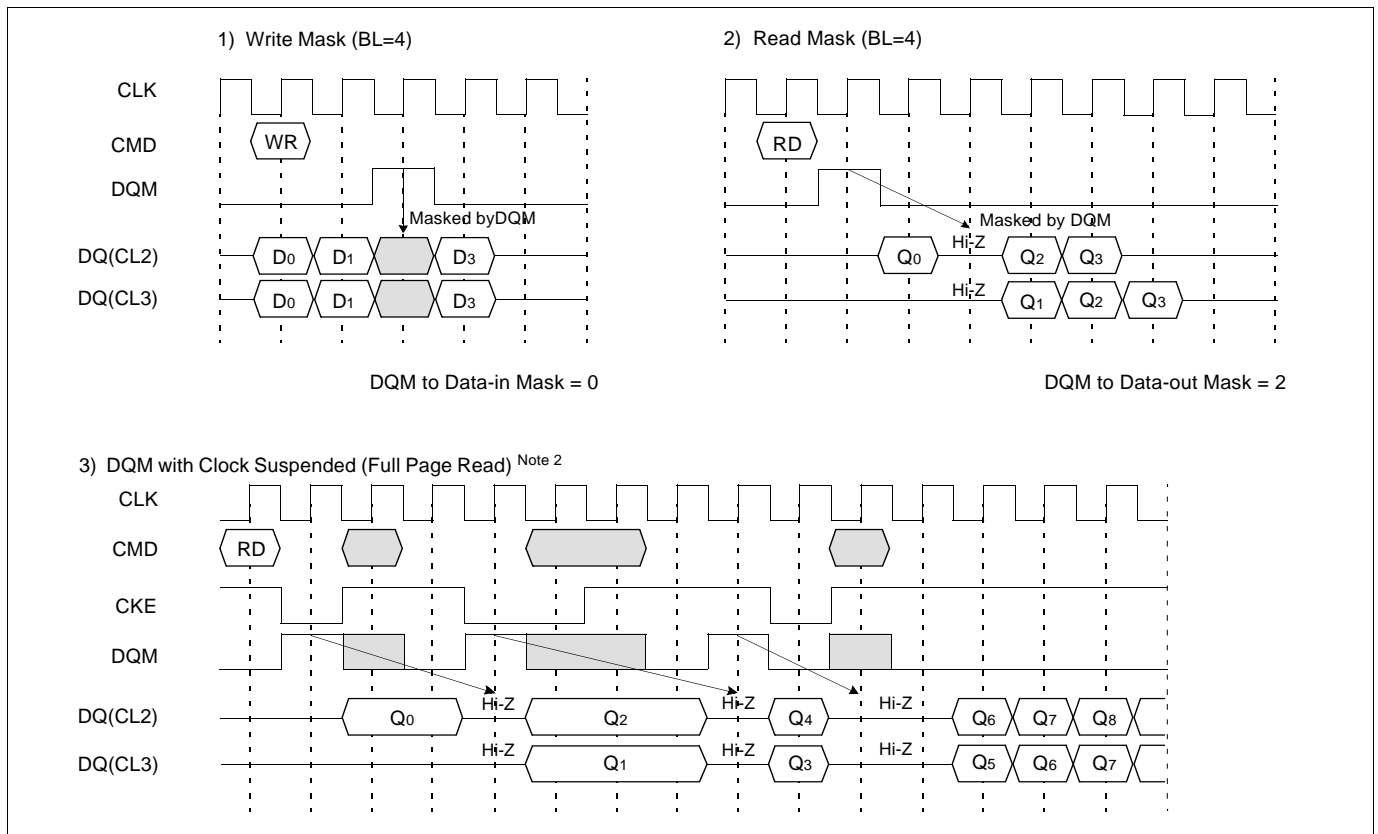 1) Write Mask (BL=4)
CLK
CMD
WR
DQM
Masked byDQM
DQ(CL2)
D0 D1 D3
DQ(CL3)
D0 D1 D3
DQM to Data-in Mask = 0
2) Read Mask (BL=4)
RD
Masked by DQM
Hi-Z
Q0 Q2 Q3
Hi-Z
Q1 Q2 Q3
DQM to Data-out Mask = 2
3) DQM with Clock Suspended (Full Page Read) Note 2
CLK
CMD
RD
CKE
DQM
Hi-Z Hi-Z Hi-Z
DQ(CL2)
Q0 Q2 Q4 Q6 Q7 Q8
Hi-Z Hi-Z Hi-Z
DQ(CL3)
Q1 Q3 Q5 Q6 Q7